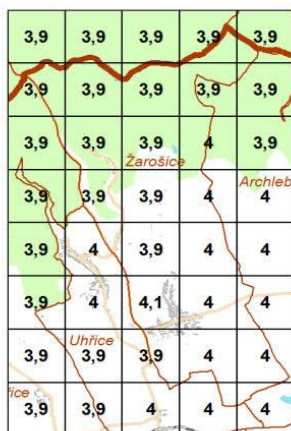 3,9 3,9 3,9 3,9 3,9
3,9 3,9 3,9 3,9 3,9
3,9 3,9 3,9 4 3,9
Žarošice
3,9 3,9 3,9 4 4
Archleb
3,9 4 3,9 4 4
3,9 4 4,1 4 4
Uhřice
3,9 3,9 3,9 4 4
řice
3,9 3,9 4 4 4